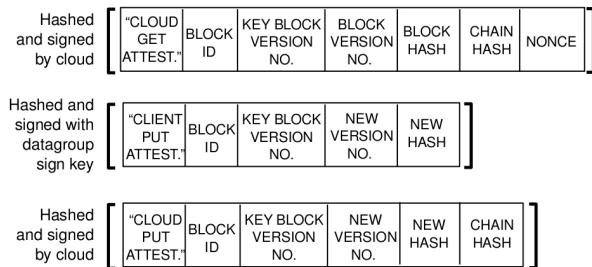 Hashed
and signed
by cloud
“CLOUD
GET
ATTEST.”
BLOCK
ID
KEY BLOCK
VERSION
NO.
BLOCK
VERSION
NO.
BLOCK
HASH
CHAIN
HASH
NONCE
Hashed and
signed with
datagroup
sign key
“CLIENT
PUT
ATTEST.”
BLOCK
ID
KEY BLOCK
VERSION
NO.
NEW
VERSION
NO.
NEW
HASH
Hashed
and signed
by cloud
“CLOUD
PUT
ATTEST.”
BLOCK
ID
KEY BLOCK
VERSION
NO.
NEW
VERSION
NO.
NEW
HASH
CHAIN
HASH